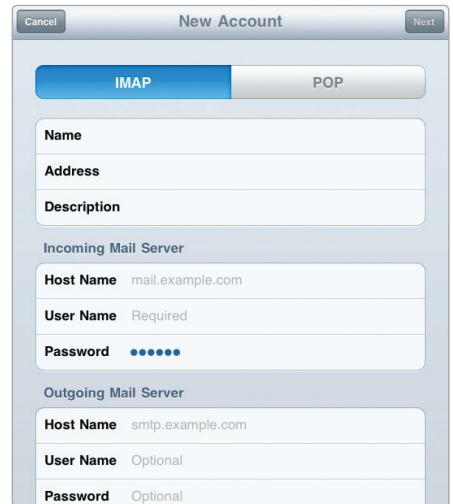 Cancel New Account Next
IMAP POP
Name
Address
Description
Incoming Mail Server
Host Name mail.example.com
User Name Required
Password ●●●●●●
Outgoing Mail Server
Host Name smtp.example.com
User Name Optional
Password Optional